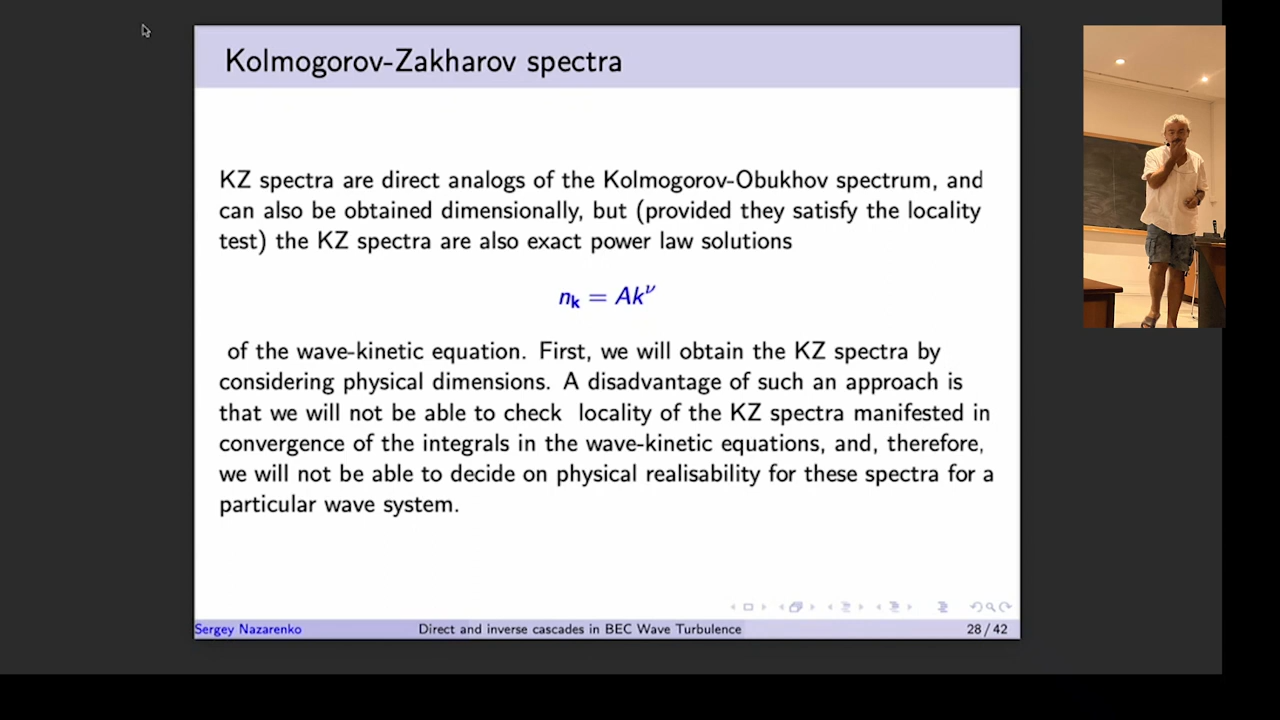 Kolmogorov-Zakharov spectra
KZ spectra are direct analogs of the Kolmogorov-Obukhov spectrum, and
can also be obtained dimensionally, but (provided they satisfy the locality
test) the KZ spectra are also exact power law solutions
n_𝐤 = Ak^ν
of the wave-kinetic equation. First, we will obtain the KZ spectra by
considering physical dimensions. A disadvantage of such an approach is
that we will not be able to check locality of the KZ spectra manifested in
convergence of the integrals in the wave-kinetic equations, and, therefore,
we will not be able to decide on physical realisability for these spectra for a
particular wave system.
Sergey Nazarenko Direct and inverse cascades in BEC Wave Turbulence 28 / 42